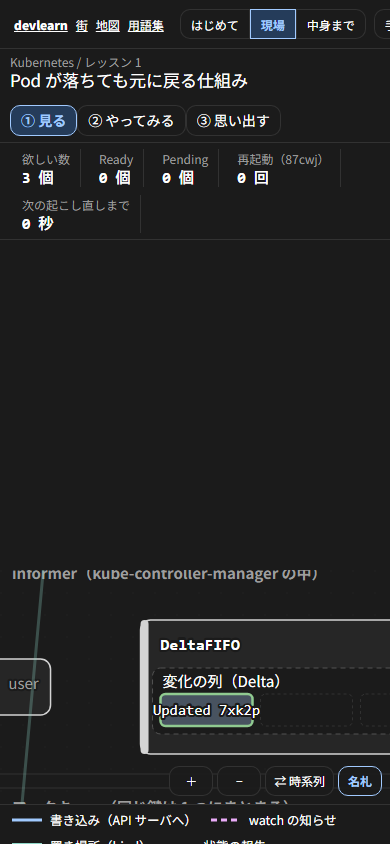 devlearn 街 地図 用語集 はじめて 現場 中身まで
Kubernetes / レッスン 1
Pod が落ちても元に戻る仕組み
① 見る ② やってみる ③ 思い出す
欲しい数 Ready Pending 再起動（87cwj）
3 個 0 個 0 個 0 回
次の起こし直しまで
0 秒
informer（kube-controller-manager の中）
DeltaFIFO
変化の列（Delta）
user
Updated 7xk2p
＋ − ⇄ 時系列 名札
書き込み（API サーバへ） watch の知らせ